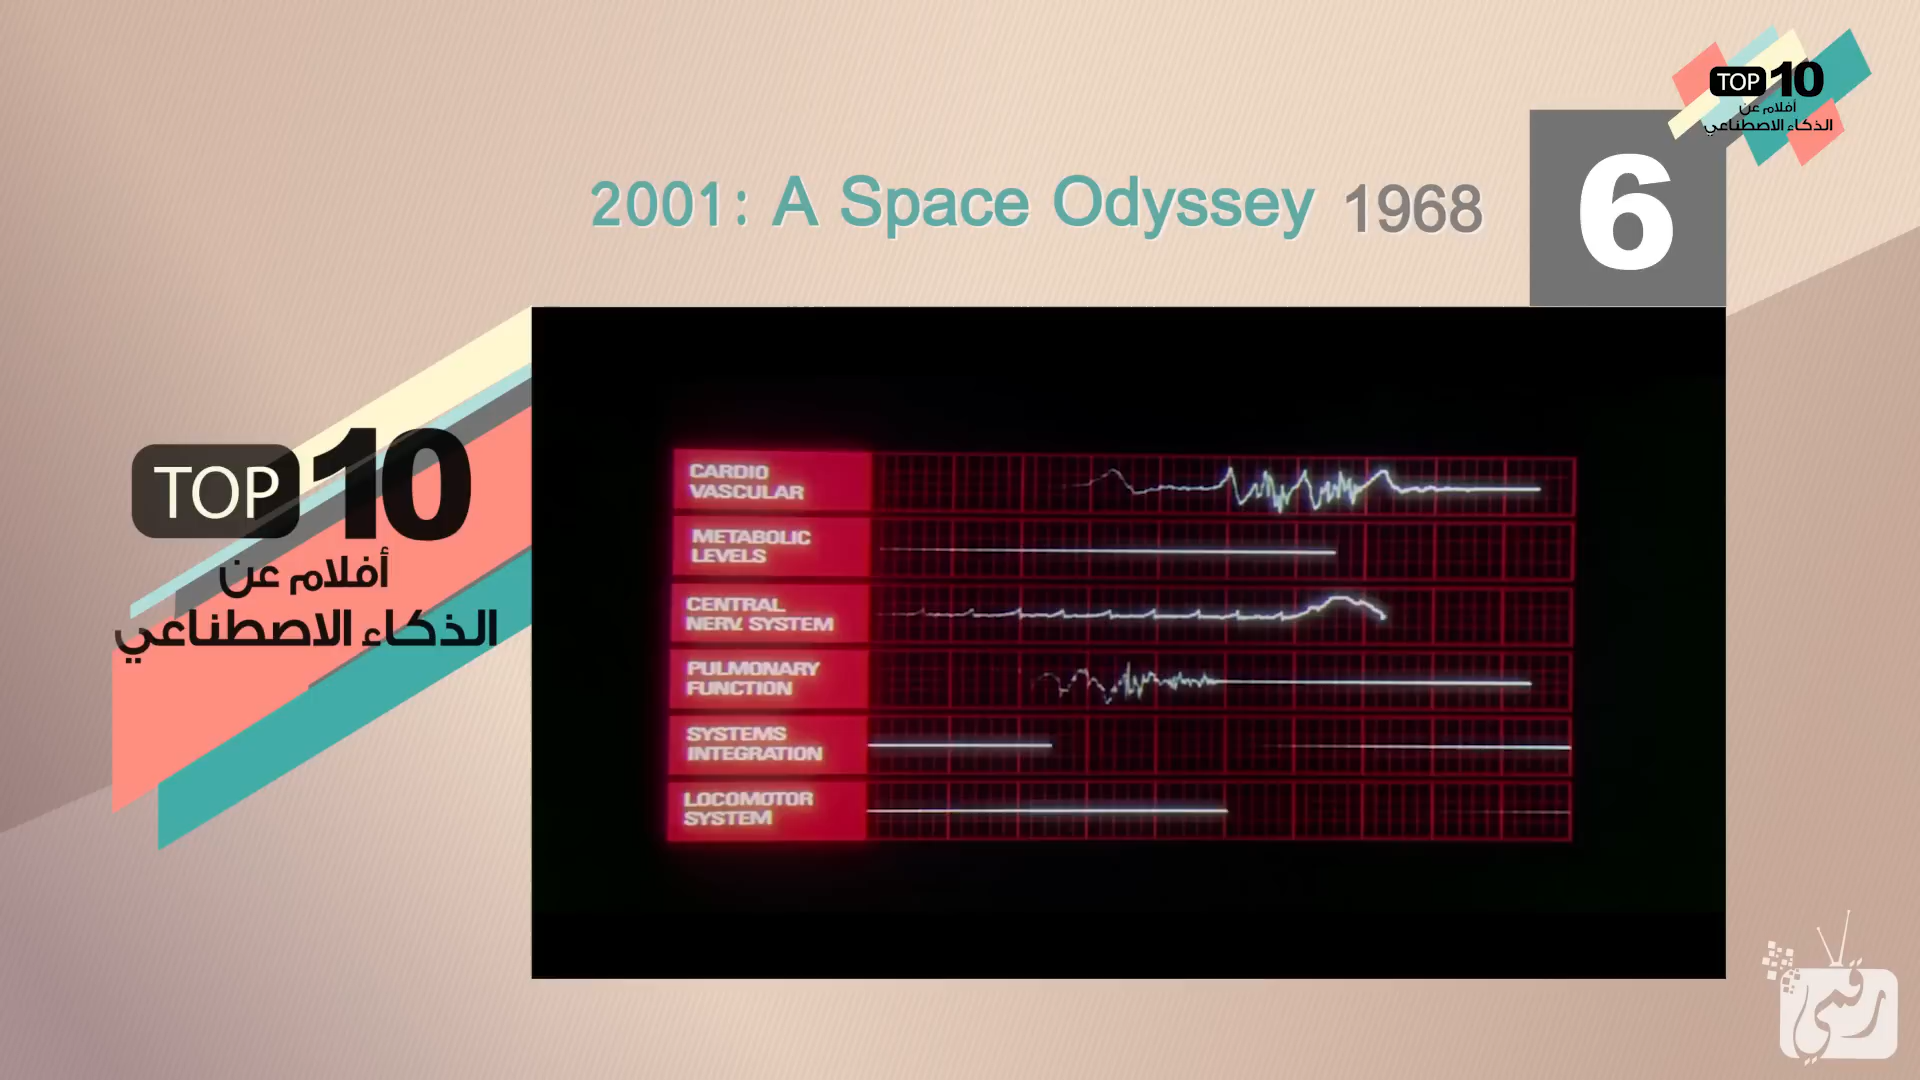 TOP 10
أفلام عن
الذكاء الاصطناعي
6
2001: A Space Odyssey 1968
TOP 10
أفلام عن
الذكاء الاصطناعي
CARDIO
VASCULAR
METABOLIC
LEVELS
CENTRAL
NERV. SYSTEM
PULMONARY
FUNCTION
SYSTEMS
INTEGRATION
LOCOMOTOR
SYSTEM